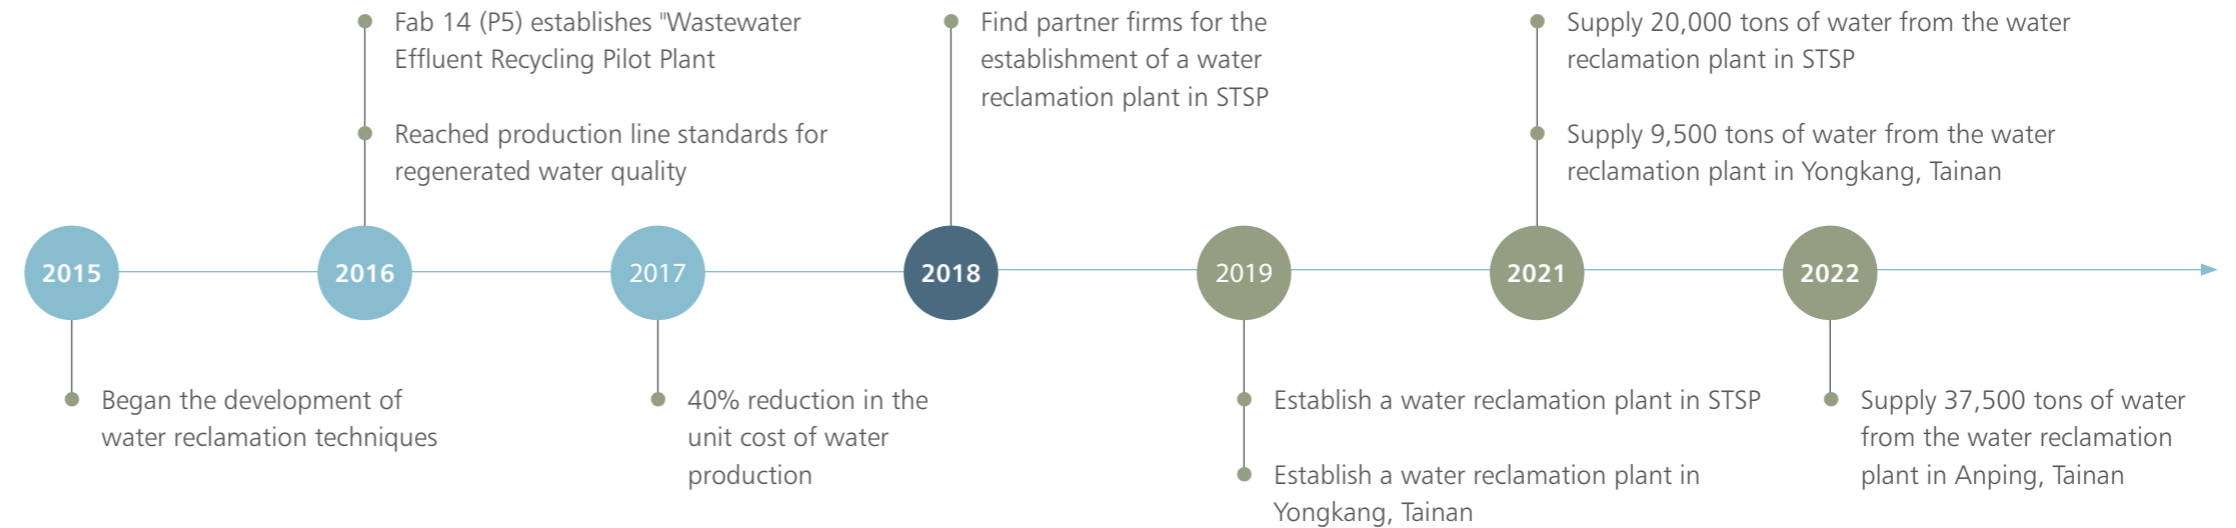 Fab 14 (P5) establishes "Wastewater
Effluent Recycling Pilot Plant
Reached production line standards for
regenerated water quality
Find partner firms for the
establishment of a water
reclamation plant in STSP
Supply 20,000 tons of water from the water
reclamation plant in STSP
Supply 9,500 tons of water from the water
reclamation plant in Yongkang, Tainan
2015
2016
2017
2018
2019
2021
2022
Began the development of
water reclamation techniques
40% reduction in the
unit cost of water
production
Establish a water reclamation plant in STSP
Establish a water reclamation plant in
Yongkang, Tainan
Supply 37,500 tons of water
from the water reclamation
plant in Anping, Tainan